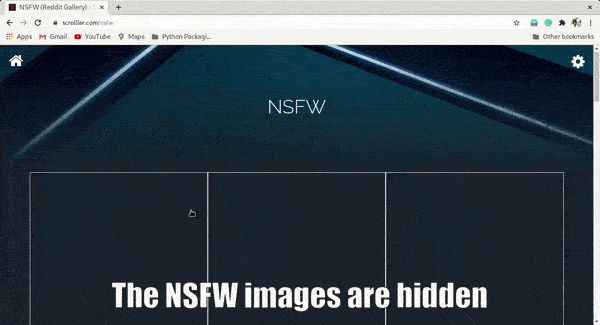 NSFW (Reddit Gallery) -
scrolller.com/nsfw
Apps Gmail YouTube Maps Python Packagi... Other bookmarks
NSFW
The NSFW images are hidden